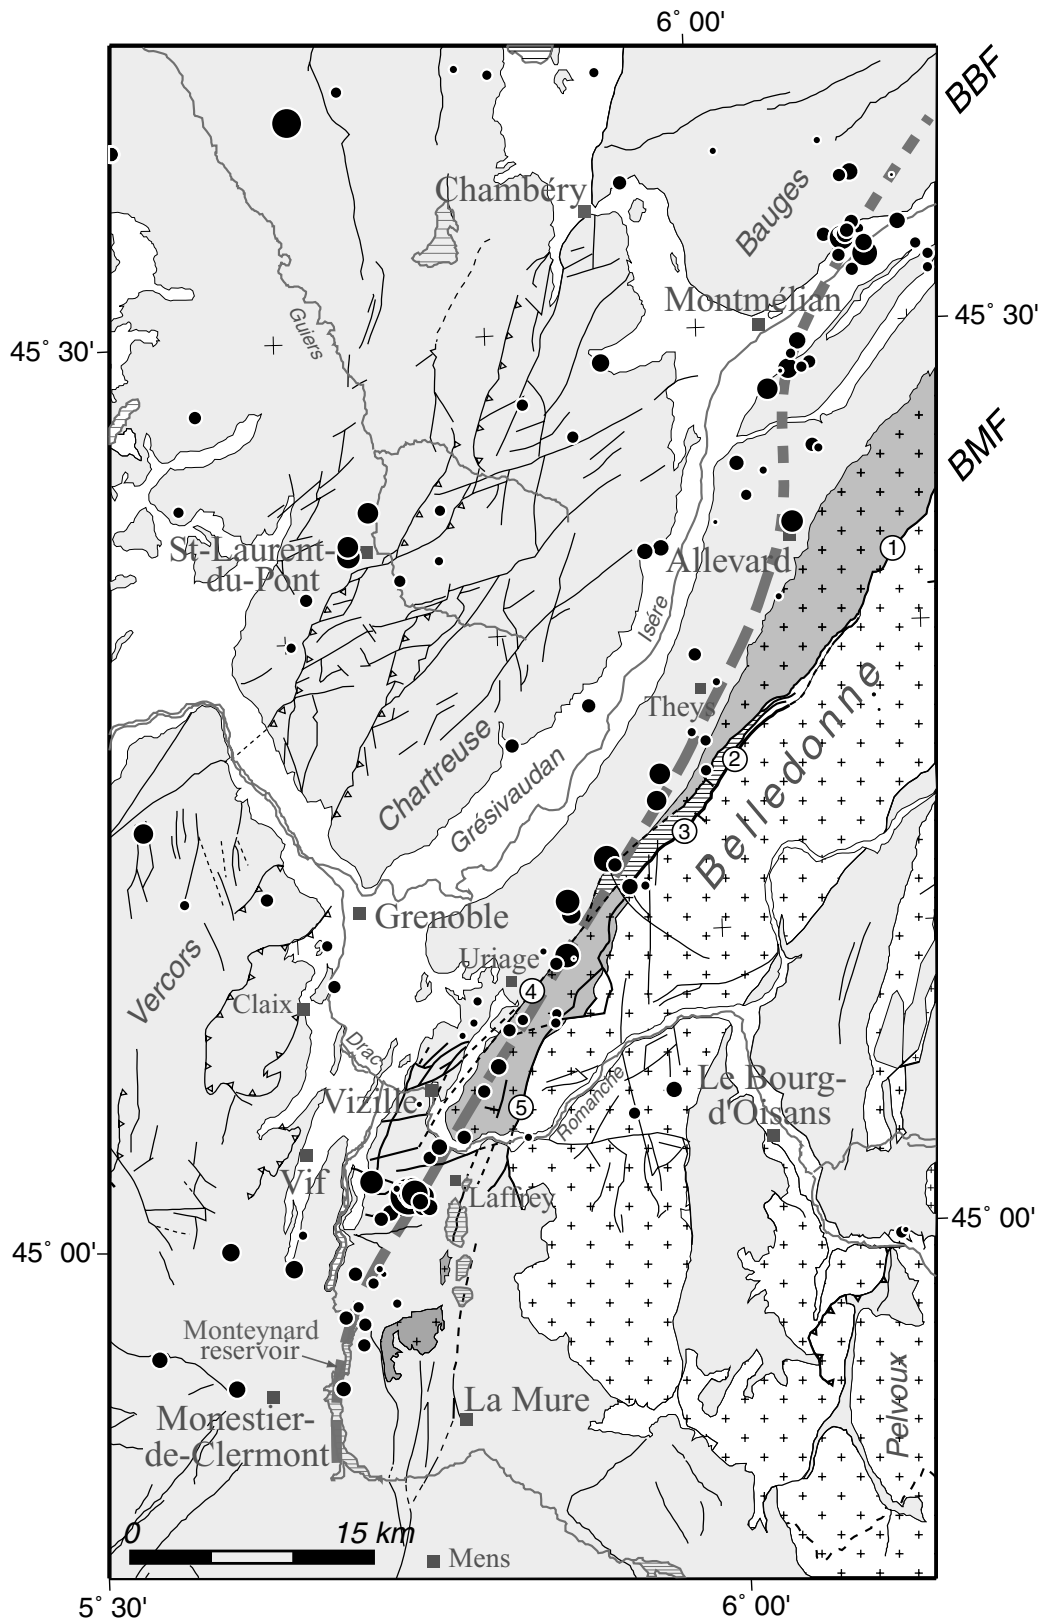 6° 00'
BBF
Chambéry
Bauges
Montmélian
45° 30'
Guiers
45° 30'
BMF
1
St-Laurent-
du-Pont
Allevard
Isére
Theys
Belledonne
2
Chartreuse
Grésivaudan
3
Grenoble
Vercors
Uriage
4
Claix
Drac
Romanche
Le Bourg-
d'Oisans
Vizille
5
Vif
Laffrey
45° 00'
45° 00'
Monteynard
reservoir
Pelvoux
La Mure
Monestier-
de-Clermont
0
15 km
Mens
5° 30'
6° 00'